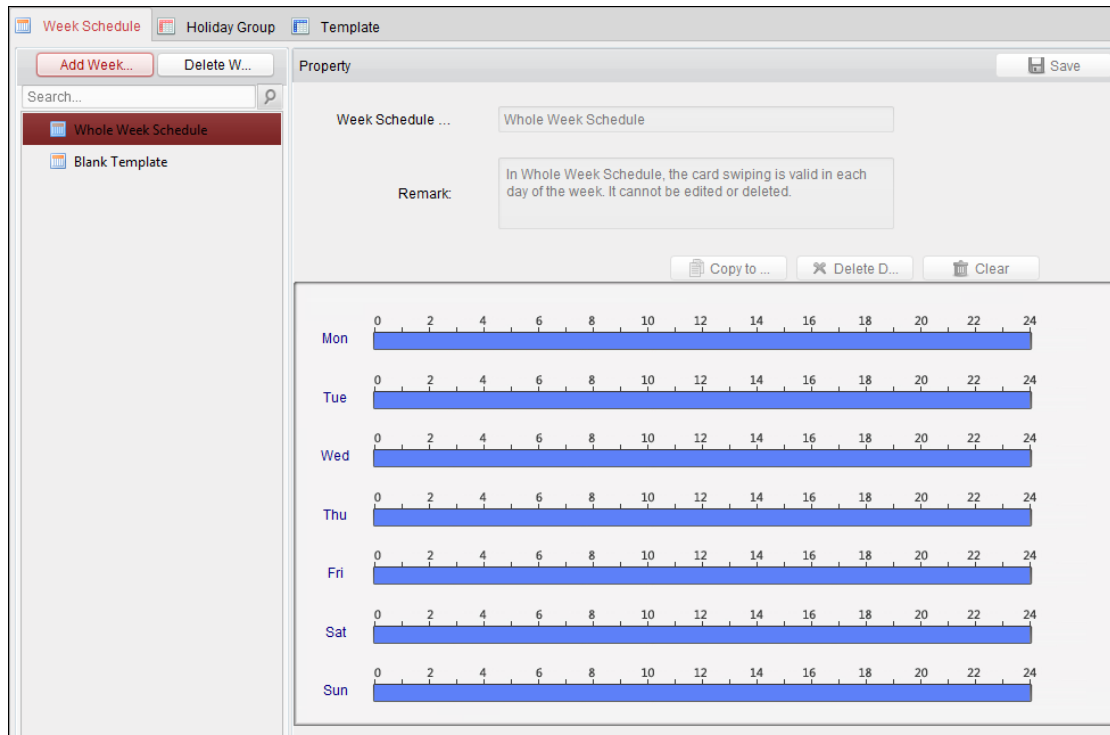 Week Schedule Holiday Group Template
Add Week... Delete W... Property Save
Search...
Whole Week Schedule
Blank Template
Week Schedule ... Whole Week Schedule
Remark: In Whole Week Schedule, the card swiping is valid in each
day of the week. It cannot be edited or deleted.
Copy to ... Delete D... Clear
0 2 4 6 8 10 12 14 16 18 20 22 24
Mon
0 2 4 6 8 10 12 14 16 18 20 22 24
Tue
0 2 4 6 8 10 12 14 16 18 20 22 24
Wed
0 2 4 6 8 10 12 14 16 18 20 22 24
Thu
0 2 4 6 8 10 12 14 16 18 20 22 24
Fri
0 2 4 6 8 10 12 14 16 18 20 22 24
Sat
0 2 4 6 8 10 12 14 16 18 20 22 24
Sun